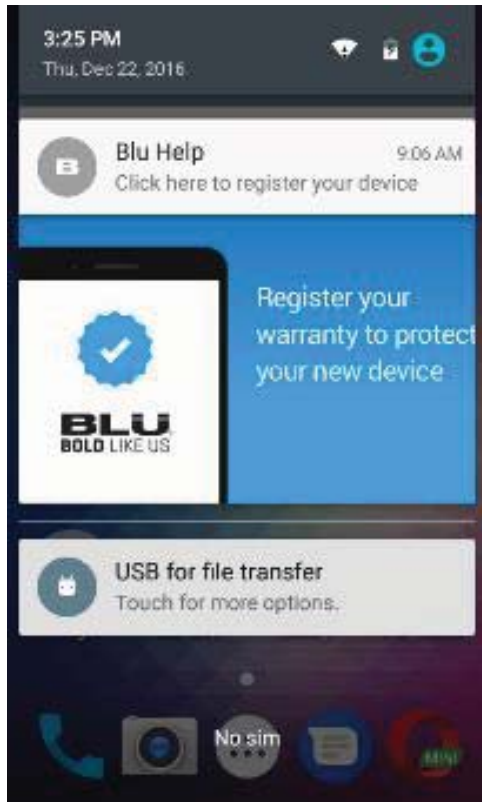 3:25 PM
Thu, Dec 22, 2016
Blu Help
9:06 AM
Click here to register your device
Register your
warranty to protect
your new device
BLU
BOLD LIKE US
USB for file transfer
Touch for more options.
No sim
MINI